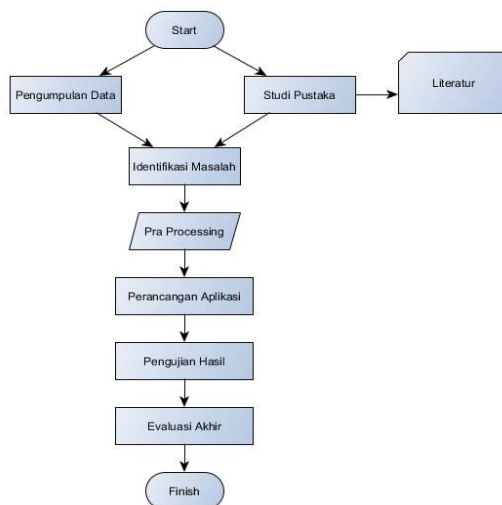 Start
Pengumpulan Data
Studi Pustaka
Literatur
Identifikasi Masalah
Pra Processing
Perancangan Aplikasi
Pengujian Hasil
Evaluasi Akhir
Finish